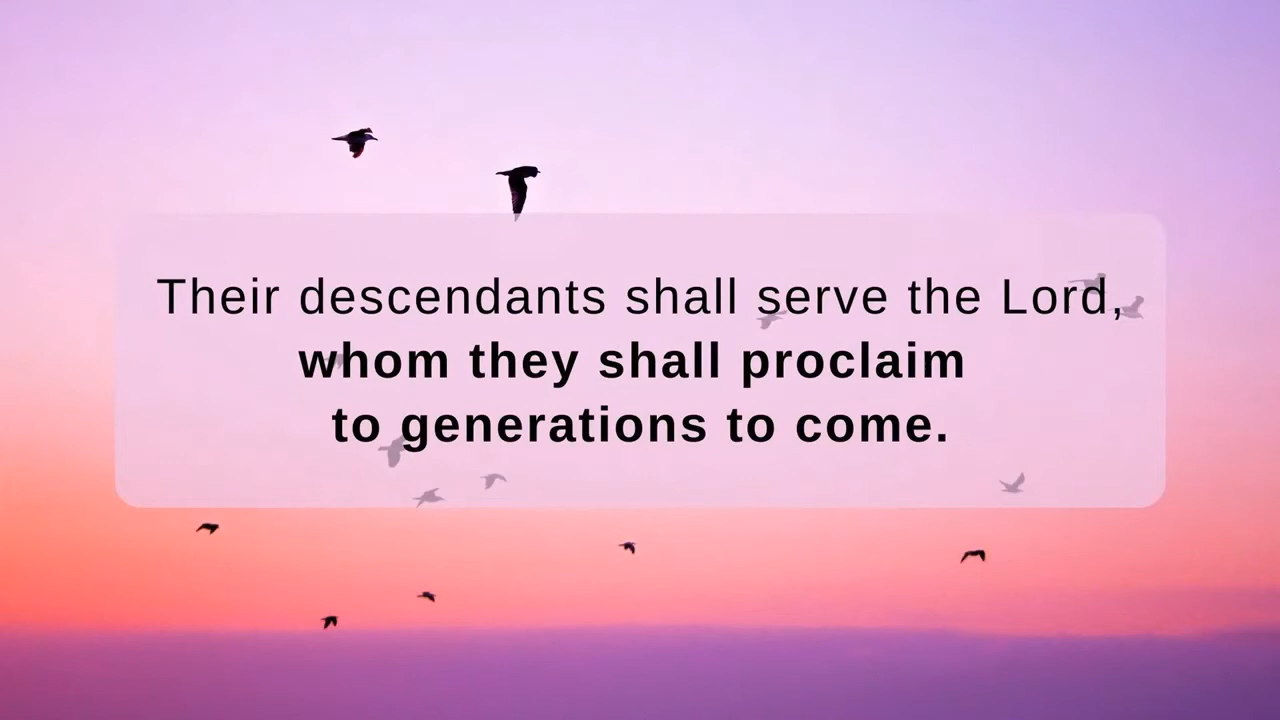 Their descendants shall serve the Lord,
whom they shall proclaim
to generations to come.